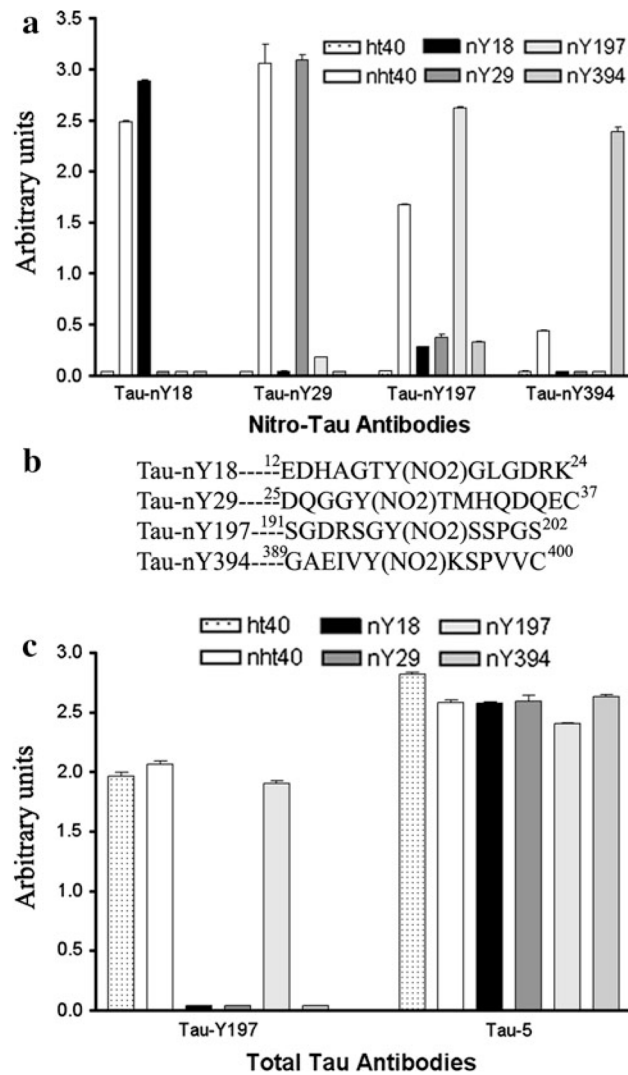 a
ht40 nY18 nY197
nht40 nY29 nY394
3.5
3.0
2.5
2.0
1.5
1.0
0.5
0.0
Arbitrary units
Tau-nY18 Tau-nY29 Tau-nY197 Tau-nY394
Nitro-Tau Antibodies
b
Tau-nY18-----12EDHAGTY(NO2)GLGDRK24
Tau-nY29-----25DQGGY(NO2)TMHQDQEC37
Tau-nY197----191SGDRSGY(NO2)SSPGS202
Tau-nY394----389GAEIVY(NO2)KSPVVC400
c
ht40 nY18 nY197
nht40 nY29 nY394
3.0
2.5
2.0
1.5
1.0
0.5
0.0
Arbitrary units
Tau-Y197 Tau-5
Total Tau Antibodies